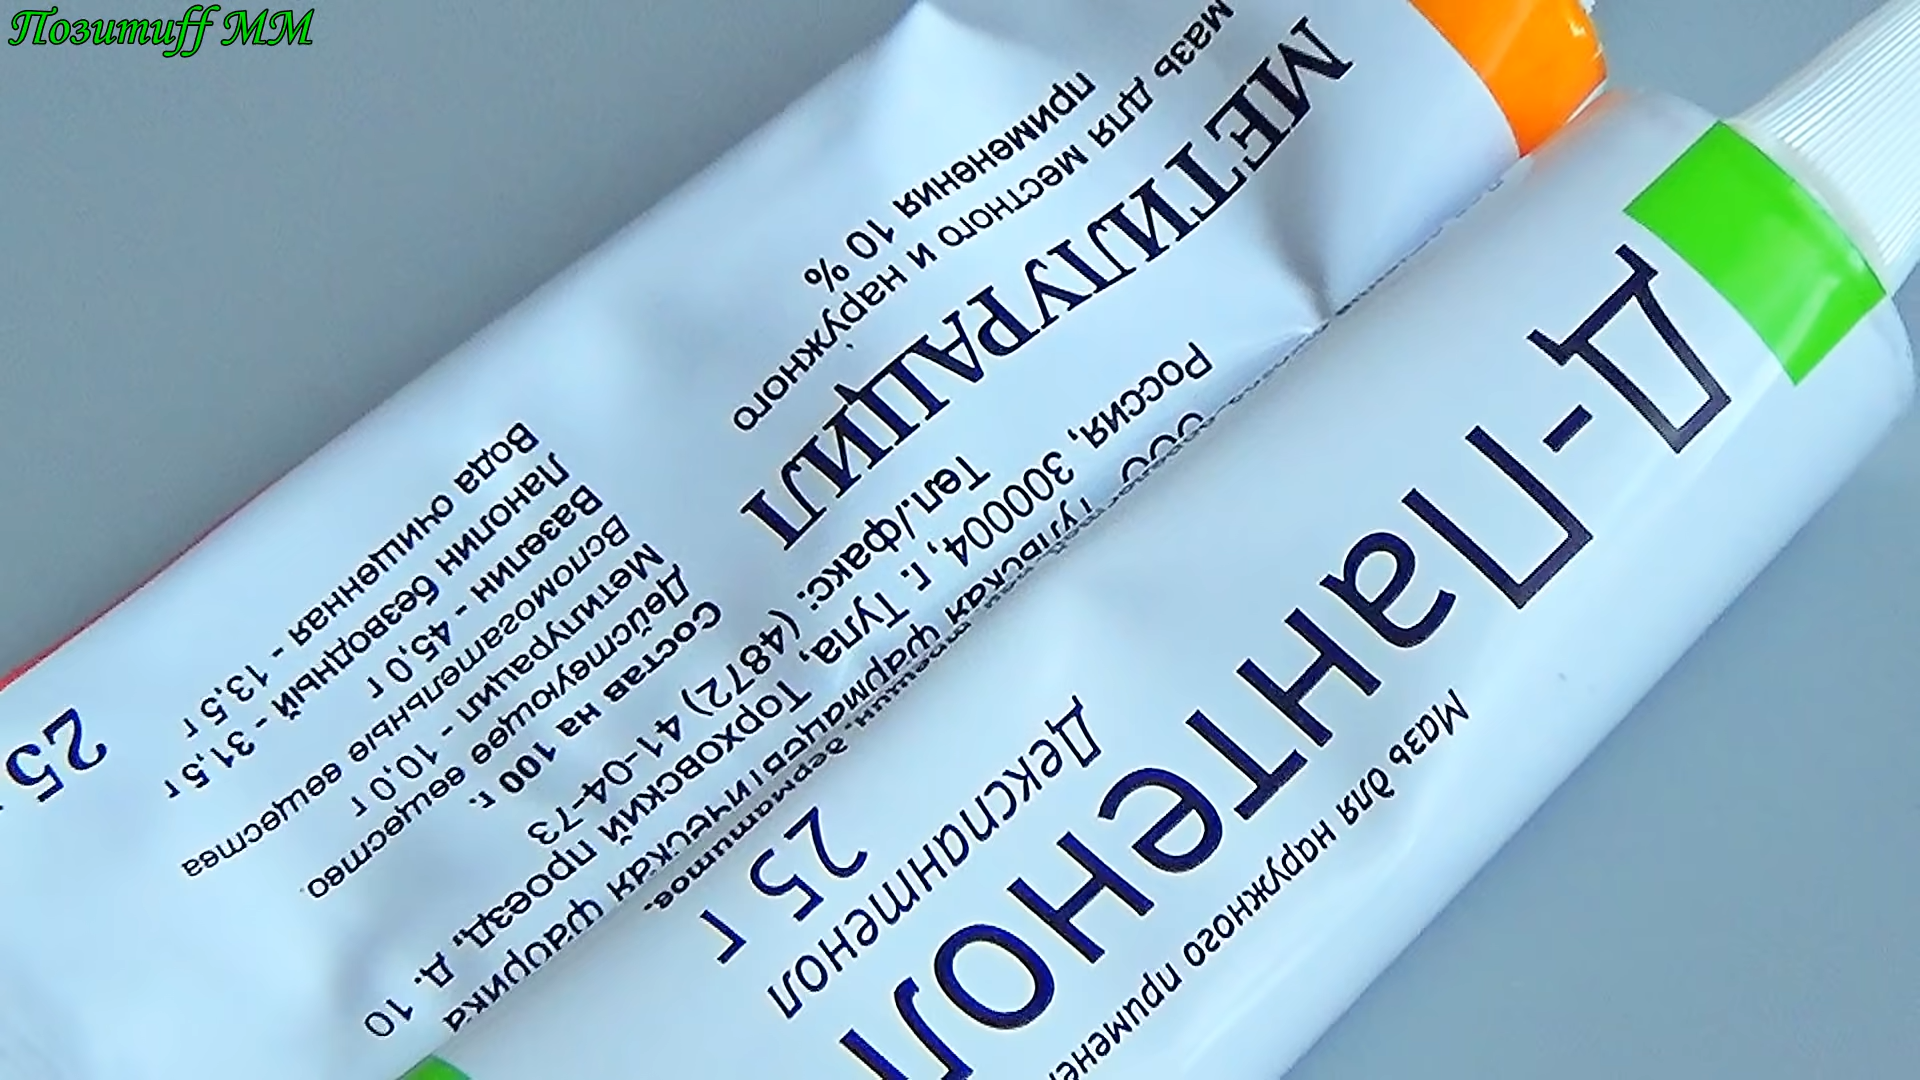 Позитиff ММ
МЕТИЛУРАЦИЛ
мазь для местного и наружного
применения 10 %
Россия, 300004, г. Тула,
Торховский проезд, д. 10
Тел./факс: (4872) 41-04-73
Состав на 100 г.
Действующее вещество
Метилурацил - 10,0 г
Вспомогательные вещества
Вазелин - 45,0 г
Ланолин безводный - 31,5 г
Вода очищенная - 13,5 г
25
Д-Пантенол
Мазь для наружного
Декспантенол
25 г